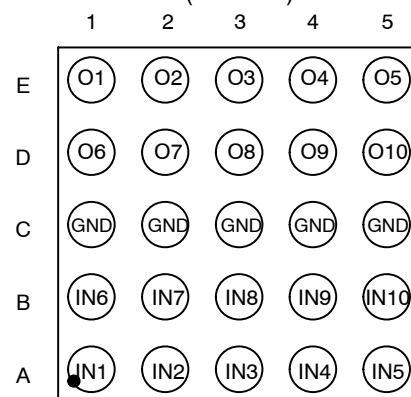 1 2 3 4 5
E O1 O2 O3 O4 O5
D O6 O7 O8 O9 O10
C GND GND GND GND GND
B IN6 IN7 IN8 IN9 IN10
A IN1 IN2 IN3 IN4 IN5